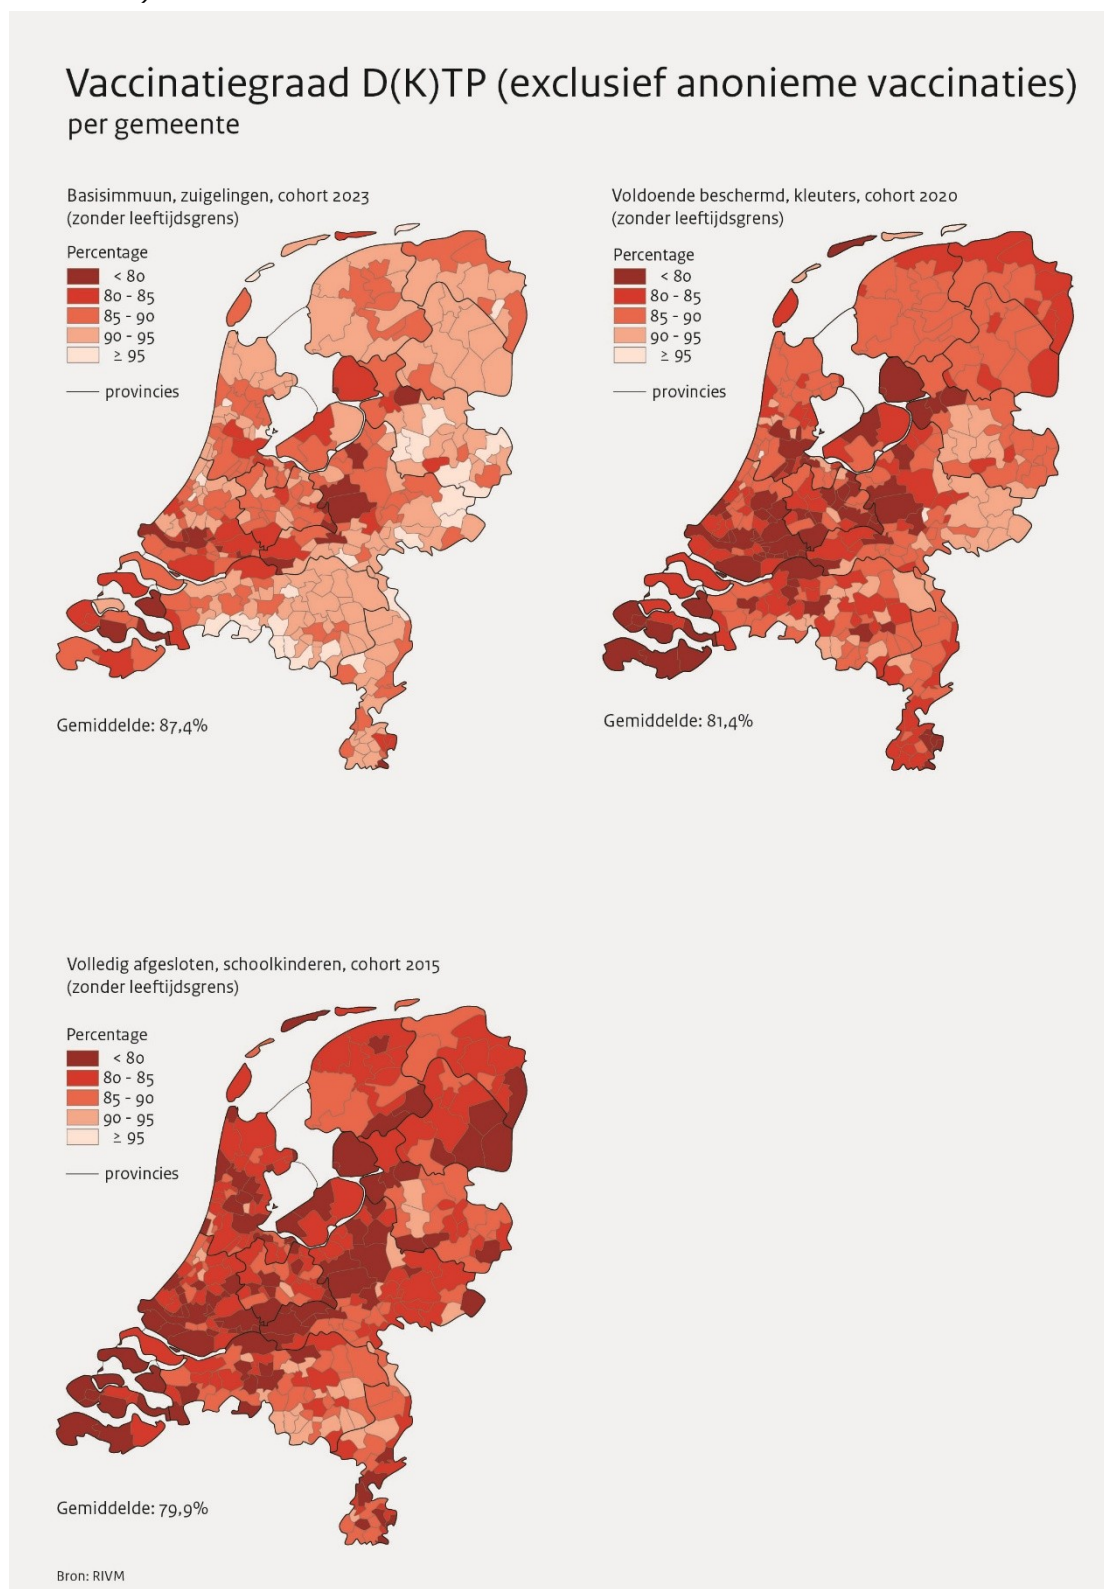 Vaccinatiegraad D(K)TP (exclusief anonieme vaccinaties)
per gemeente
Basisimmuun, zuigelingen, cohort 2023
(zonder leeftijdsgrens)
Percentage
< 80
80 - 85
85 - 90
90 - 95
≥ 95
provincies
Gemiddelde: 87,4%
Voldoende beschermd, kleuters, cohort 2020
(zonder leeftijdsgrens)
Percentage
< 80
80 - 85
85 - 90
90 - 95
≥ 95
provincies
Gemiddelde: 81,4%
Volledig afgesloten, schoolkinderen, cohort 2015
(zonder leeftijdsgrens)
Percentage
< 80
80 - 85
85 - 90
90 - 95
≥ 95
provincies
Gemiddelde: 79,9%
Bron: RIVM